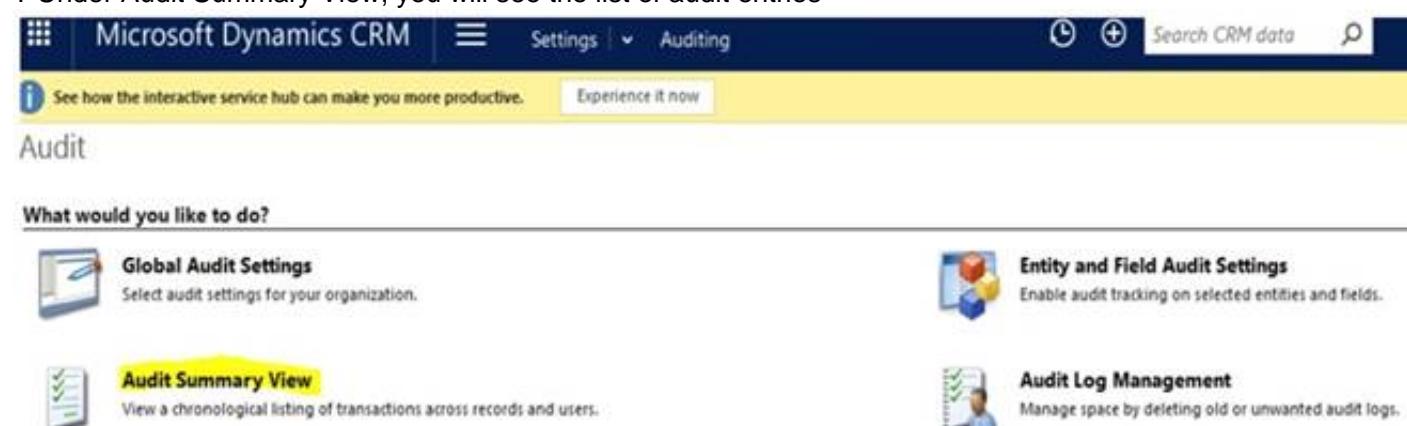 Under Audit Summary View, you will see the list of audit entries
Microsoft Dynamics CRM Settings Auditing Search CRM data
See how the interactive service hub can make you more productive. Experience it now
Audit
What would you like to do?
Global Audit Settings
Select audit settings for your organization.
Entity and Field Audit Settings
Enable audit tracking on selected entities and fields.
Audit Summary View
View a chronological listing of transactions across records and users.
Audit Log Management
Manage space by deleting old or unwanted audit logs.